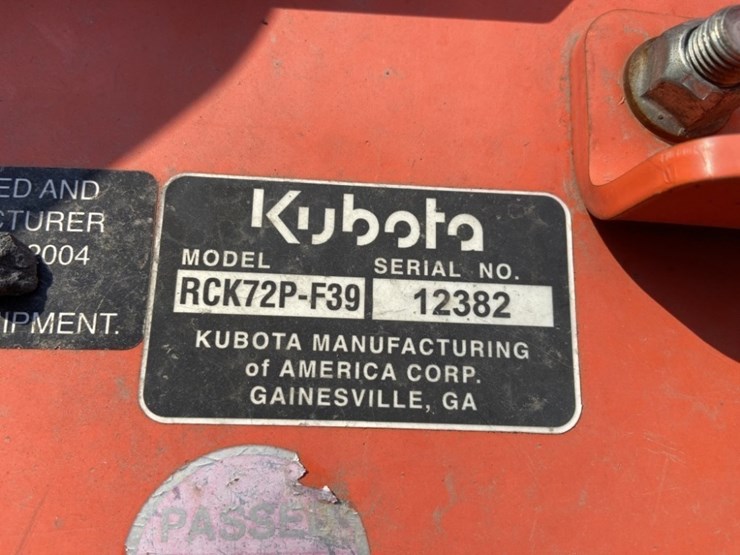 ED AND
CTURER
2004
IPMENT.
Kubota
MODEL
SERIAL NO.
RCK72P-F39
12382
KUBOTA MANUFACTURING
of AMERICA CORP.
GAINESVILLE, GA
PASSE